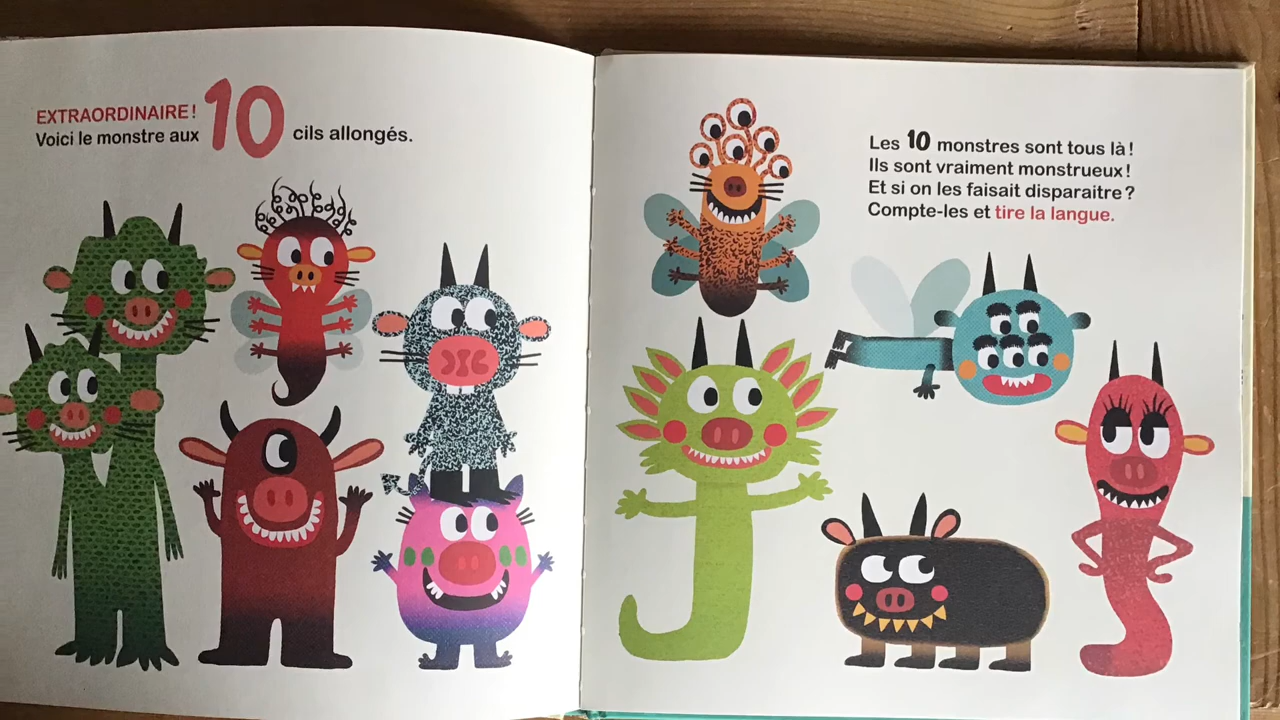 EXTRAORDINAIRE!
Voici le monstre aux 10 cils allongés.
Les 10 monstres sont tous là!
Ils sont vraiment monstrueux!
Et si on les faisait disparaitre?
Compte-les et tire la langue.